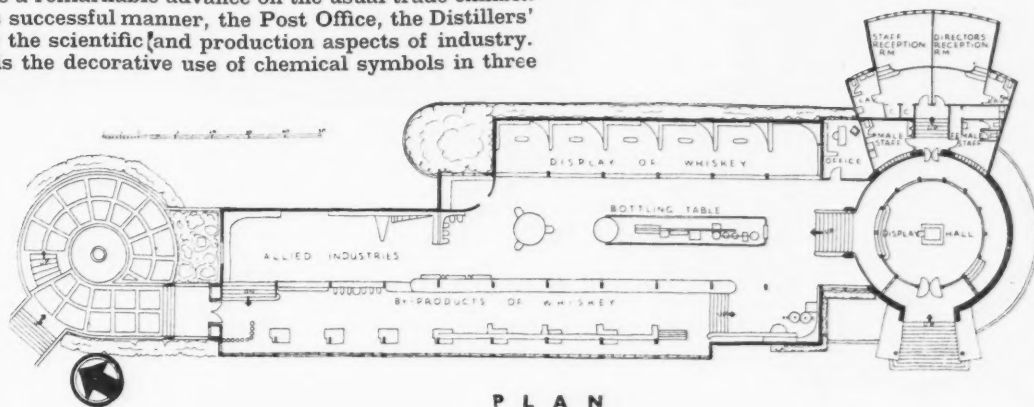 successful manner, the Post Office, the Distillers'
the scientific and production aspects of industry.
the decorative use of chemical symbols in three
STAFF RECEPTION RM
DIRECTORS RECEPTION RM
MALE STAFF
STAFF
OFFICE
DISPLAY OF WHISKEY
BOTTLING TABLE
UP
DISPLAY HALL
ALLIED INDUSTRIES
BY-PRODUCTS OF WHISKEY
UP
PLAN